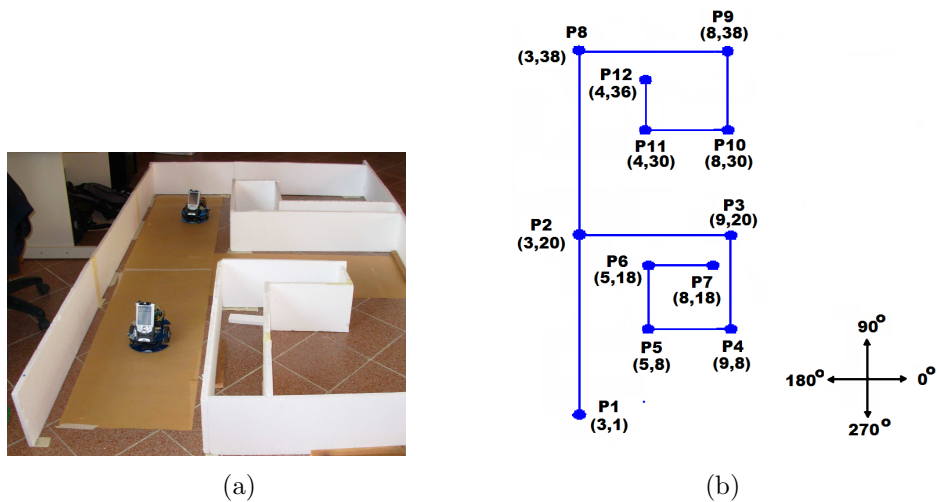 P8
(3,38)
P9
(8,38)
P12
(4,36)
P11
(4,30)
P10
(8,30)
P2
(3,20)
P3
(9,20)
P6
(5,18)
P7
(8,18)
P5
(5,8)
P4
(9,8)
P1
(3,1)
90°
180°
0°
270°
(a)
(b)